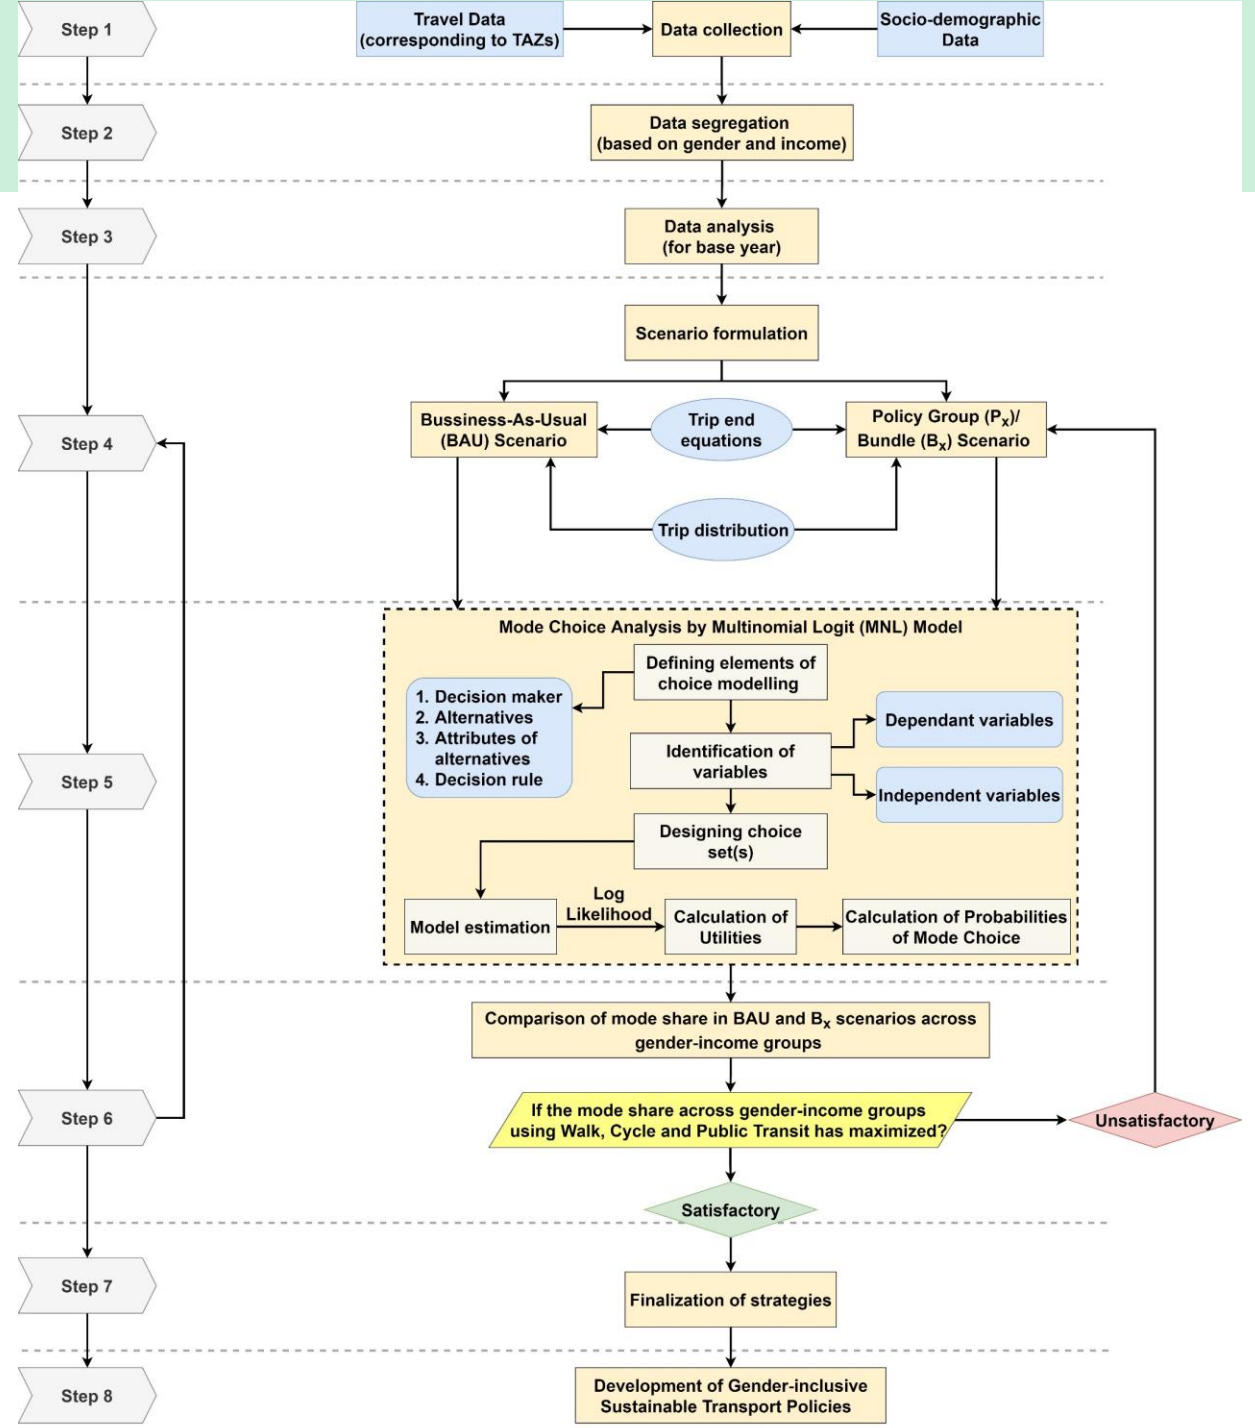 Step 1
Travel Data
(corresponding to TAZs)
Data collection
Socio-demographic
Data
Step 2
Data segregation
(based on gender and income)
Step 3
Data analysis
(for base year)
Scenario formulation
Step 4
Bussiness-As-Usual
(BAU) Scenario
Trip end
equations
Policy Group (Px)/
Bundle (Bx) Scenario
Trip distribution
Mode Choice Analysis by Multinomial Logit (MNL) Model
Defining elements of
choice modelling
1. Decision maker
2. Alternatives
3. Attributes of
alternatives
4. Decision rule
Dependant variables
Step 5
Identification of
variables
Independent variables
Designing choice
set(s)
Log
Likelihood
Model estimation
Calculation of
Utilities
Calculation of Probabilities
of Mode Choice
Comparison of mode share in BAU and Bx scenarios across
gender-income groups
Step 6
If the mode share across gender-income groups
using Walk, Cycle and Public Transit has maximized?
Unsatisfactory
Satisfactory
Step 7
Finalization of strategies
Step 8
Development of Gender-inclusive
Sustainable Transport Policies